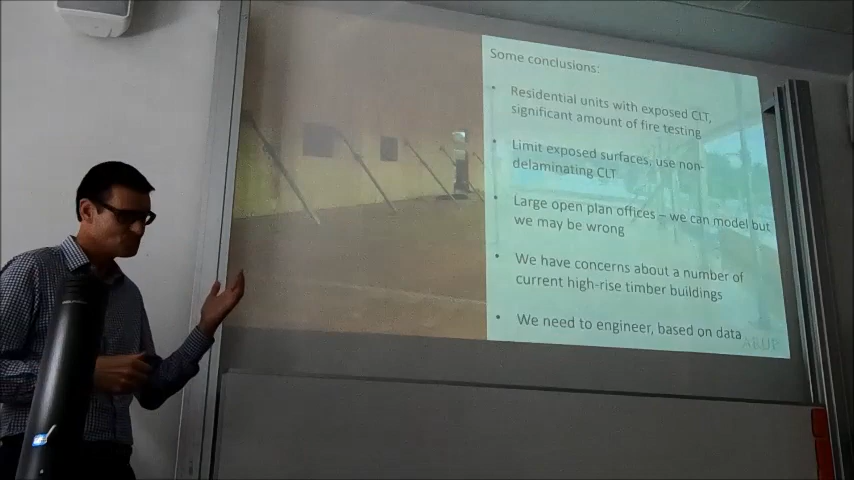 Some conclusions:
• Residential units with exposed CLT,
significant amount of fire testing
• Limit exposed surfaces, use non-
delaminating CLT
• Large open plan offices – we can model but
we may be wrong
• We have concerns about a number of
current high-rise timber buildings
• We need to engineer, based on data
ARUP